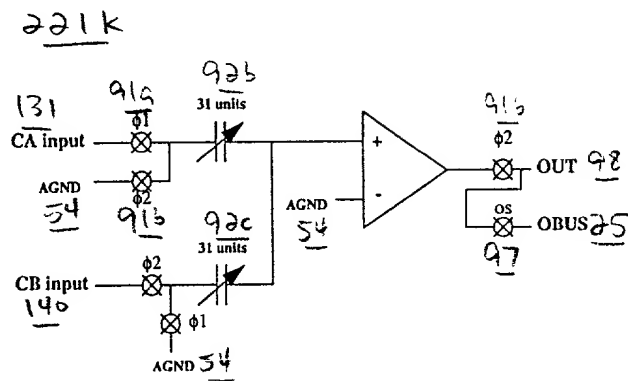 221k
131 91a 92b 91b
ϕ1 31 units ϕ2
CA input + OUT 98
AGND ϕ2 AGND - os
54 91b 92c 54 OBUS 25
31 units 97
CB input ϕ2
140 ϕ1
AGND 54